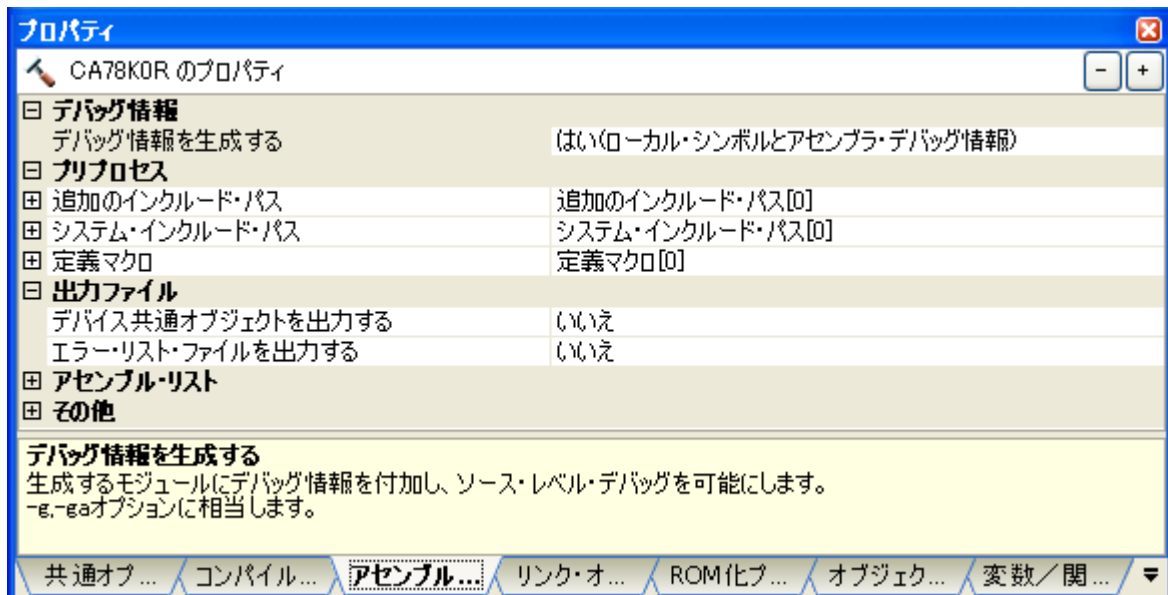 プロパティ
CA78K0R のプロパティ
デバッグ情報
デバッグ情報を生成する はい(ローカル・シンボルとアセンブラ・デバッグ情報)
プリプロセス
追加のインクルード・パス 追加のインクルード・パス[0]
システム・インクルード・パス システム・インクルード・パス[0]
定義マクロ 定義マクロ[0]
出力ファイル
デバイス共通オブジェクトを出力する いいえ
エラー・リスト・ファイルを出力する いいえ
アセンブル・リスト
その他
デバッグ情報を生成する
生成するモジュールにデバッグ情報を付加し、ソース・レベル・デバッグを可能にします。
-g,-gaオプションに相当します。
共通オプ... コンパイル... アセンブル... リンク・オ... ROM化プ... オブジェク... 変数／関...